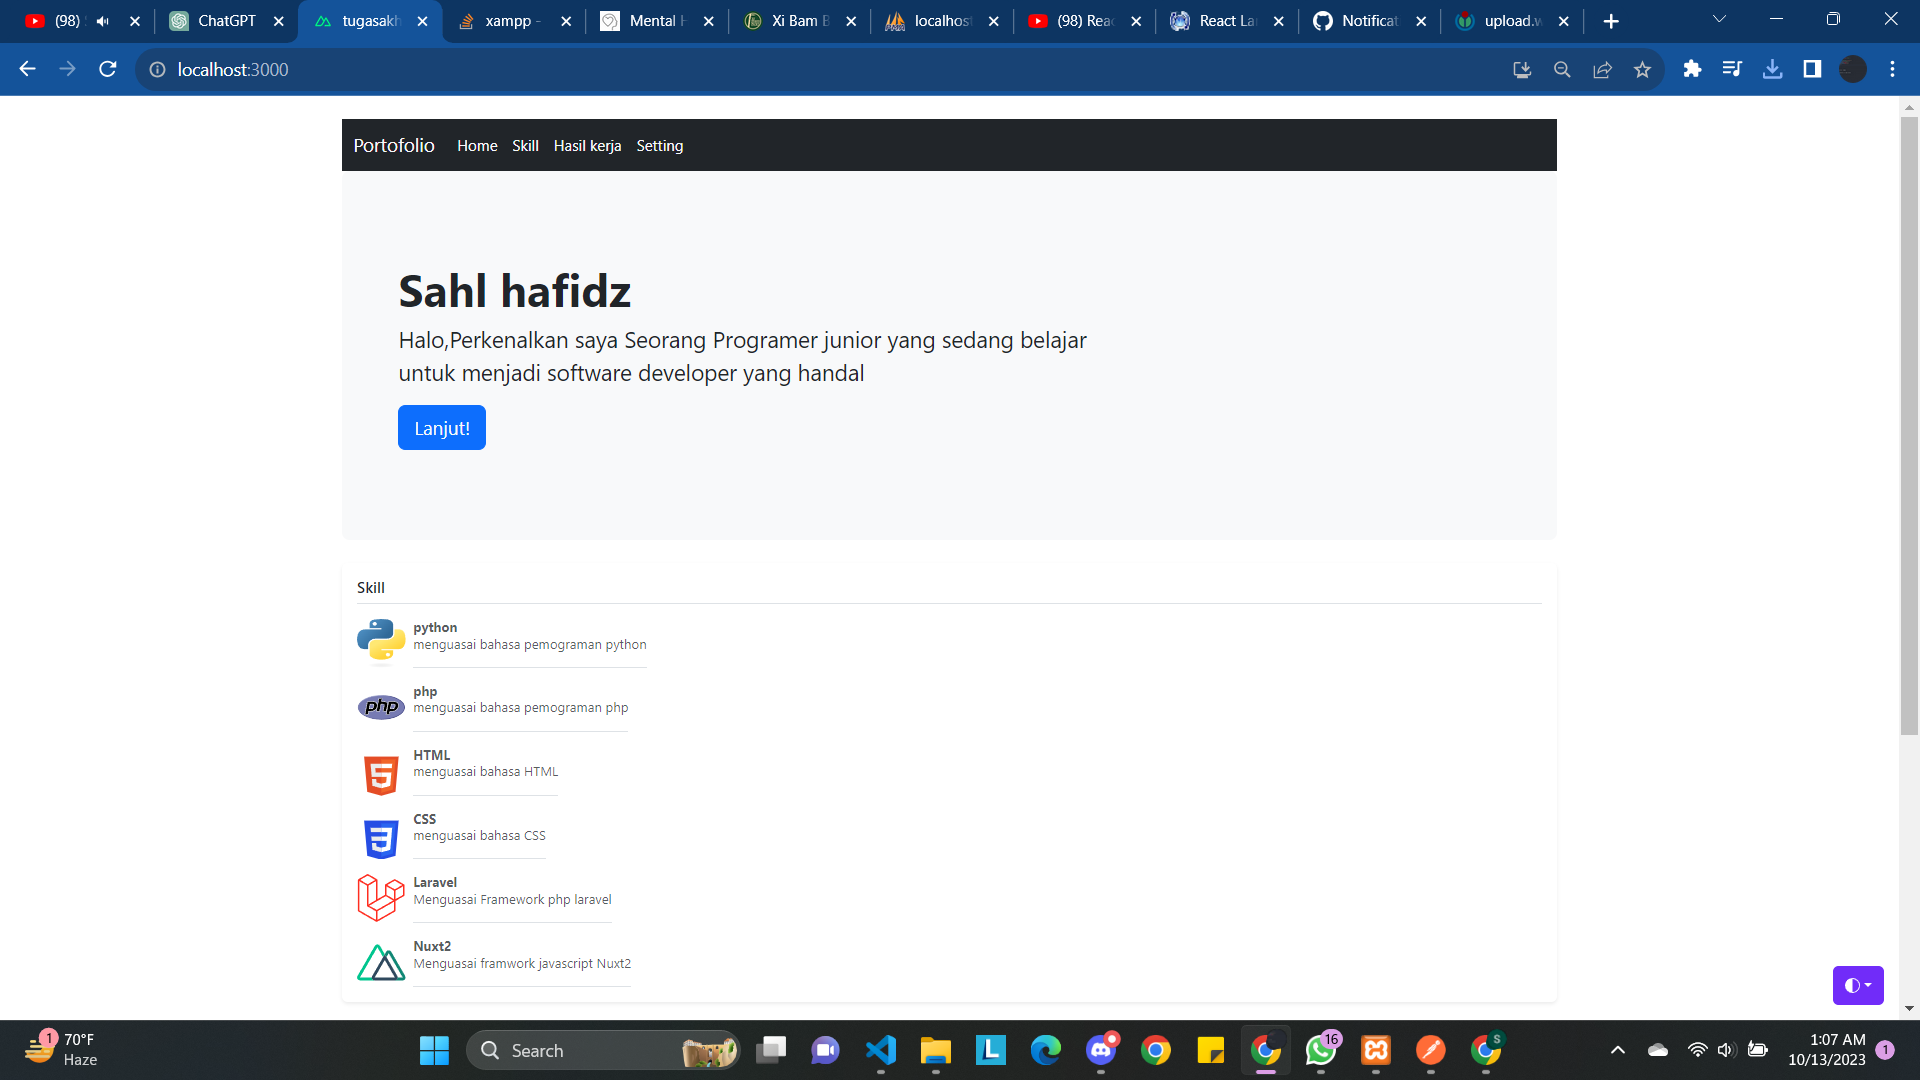 (98)
ChatGPT
tugasakh
xampp -
Mental H
Xi Bam B
localhost
(98) Reac
React La
Notificat
upload.w
localhost:3000
Portofolio Home Skill Hasil kerja Setting
Sahl hafidz
Halo,Perkenalkan saya Seorang Programer junior yang sedang belajar
untuk menjadi software developer yang handal
Lanjut!
Skill
python
menguasai bahasa pemograman python
php
php
menguasai bahasa pemograman php
HTML
menguasai bahasa HTML
CSS
menguasai bahasa CSS
Laravel
Menguasai Framework php laravel
Nuxt2
Menguasai framwork javascript Nuxt2
1
70°F
Haze
Search
L
16
S
1:07 AM
10/13/2023
1